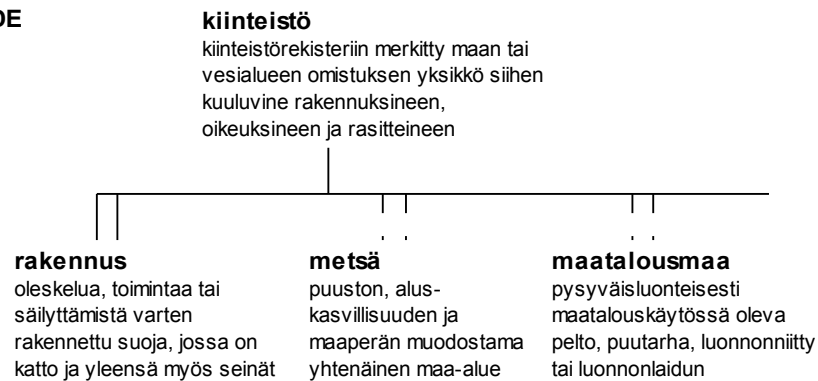 DE
kiinteistö
kiinteistörekisteriin merkitty maan tai
vesialueen omistuksen yksikkö siihen
kuuluvine rakennuksineen,
oikeuksineen ja rasitteineen
rakennus
oleskelua, toimintaa tai
säilyttämistä varten
rakennettu suoja, jossa on
katto ja yleensä myös seinät
metsä
puuston, alus-
kasvillisuuden ja
maaperän muodostama
yhtenäinen maa-alue
maatalousmaa
pysyväisluonteisesti
maatalouskäytössä oleva
pelto, puutarha, luonnonniitty
tai luonnonlaidun